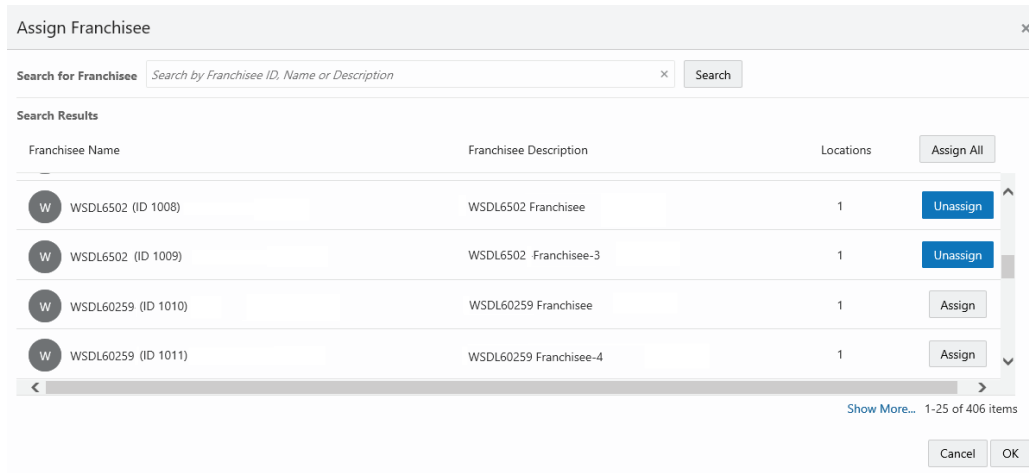 Assign Franchisee
Search for Franchisee Search by Franchisee ID, Name or Description × Search
Search Results
Franchisee Name Franchisee Description Locations Assign All
W WSDL6502 (ID 1008) WSDL6502 Franchisee 1 Unassign
W WSDL6502 (ID 1009) WSDL6502 Franchisee-3 1 Unassign
W WSDL60259 (ID 1010) WSDL60259 Franchisee 1 Assign
W WSDL60259 (ID 1011) WSDL60259 Franchisee-4 1 Assign
Show More... 1-25 of 406 items
Cancel OK